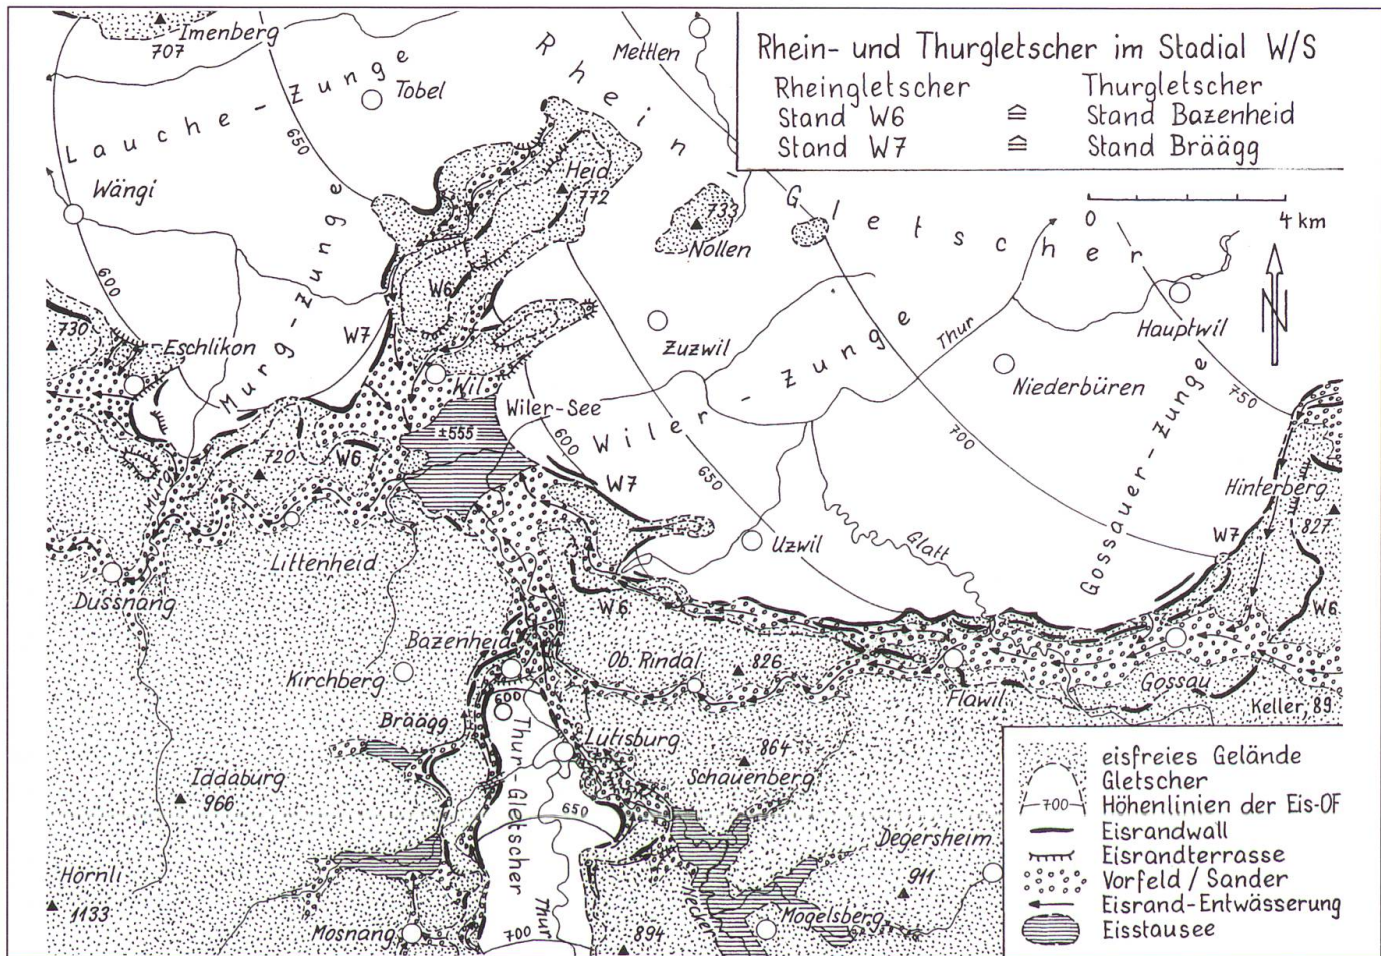 Rhein- und Thurgletscher im Stadial W/S
Rheingletscher Thurgletscher
Stand W6 ≙ Stand Bazenheid
Stand W7 ≙ Stand Bräägg
0 4 km
N
Imenberg
707
Mettlen
Tobel
Lauche-Zunge
650
Rhein
Gletscher
Wängi
Heid
772
733
Nollen
Murg-Zunge
600
W6
W7
730
Eschlikon
Wil
Zuzwil
Thur
Hauptwil
Niederbüren
Wiler-See
±555
Wiler-Zunge
600
650
700
750
Gossauer-Zunge
720
W6
W7
Murg
Hinterberg
827
W7
W6
Littenheid
Uzwil
Glatt
Dussnang
W6
Bazenheid
Kirchberg
Ob. Rindal
826
Flawil
Gossau
Keller, 89
600
Bräägg
Thur Gletscher
Lütisburg
864
Schauenberg
Iddaburg
966
650
Degersheim
911
Hörnli
1133
Mosnang
700
Thur
894
Necker
Mogelsberg
eisfreies Gelände
Gletscher
700 Höhenlinien der Eis-OF
Eisrandwall
Eisrandterrasse
Vorfeld / Sander
Eisrand-Entwässerung
Eisstausee